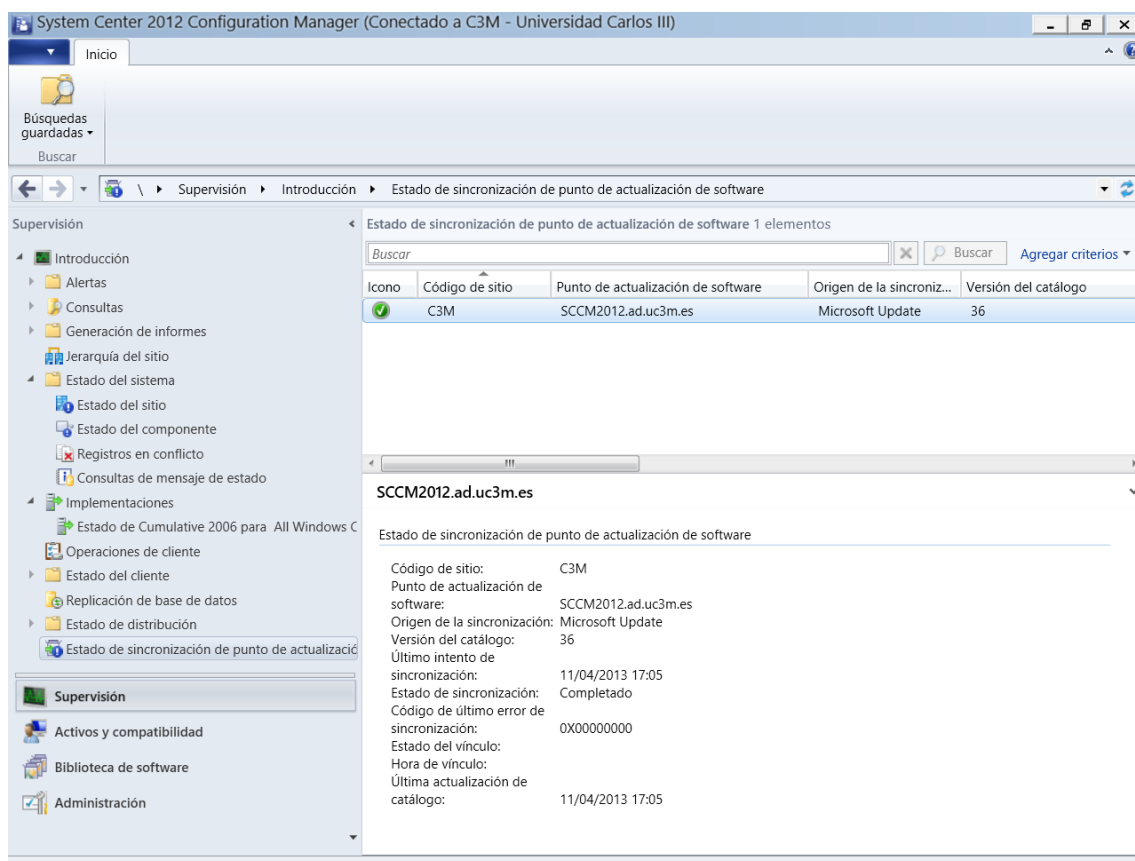 System Center 2012 Configuration Manager (Conectado a C3M - Universidad Carlos III)
Inicio
Búsquedas
guardadas
Buscar
\ Supervisión Introducción Estado de sincronización de punto de actualización de software
Supervisión
Introducción
Alertas
Consultas
Generación de informes
Jerarquía del sitio
Estado del sistema
Estado del sitio
Estado del componente
Registros en conflicto
Consultas de mensaje de estado
Implementaciones
Estado de Cumulative 2006 para All Windows C
Operaciones de cliente
Estado del cliente
Replicación de base de datos
Estado de distribución
Estado de sincronización de punto de actualizació
Supervisión
Activos y compatibilidad
Biblioteca de software
Administración
Estado de sincronización de punto de actualización de software 1 elementos
Buscar Buscar Agregar criterios
Icono Código de sitio Punto de actualización de software Origen de la sincroniz... Versión del catálogo
C3M SCCM2012.ad.uc3m.es Microsoft Update 36
SCCM2012.ad.uc3m.es
Estado de sincronización de punto de actualización de software
Código de sitio: C3M
Punto de actualización de
software: SCCM2012.ad.uc3m.es
Origen de la sincronización: Microsoft Update
Versión del catálogo: 36
Último intento de
sincronización: 11/04/2013 17:05
Estado de sincronización: Completado
Código de último error de
sincronización: 0X00000000
Estado del vínculo:
Hora de vínculo:
Última actualización de
catálogo: 11/04/2013 17:05